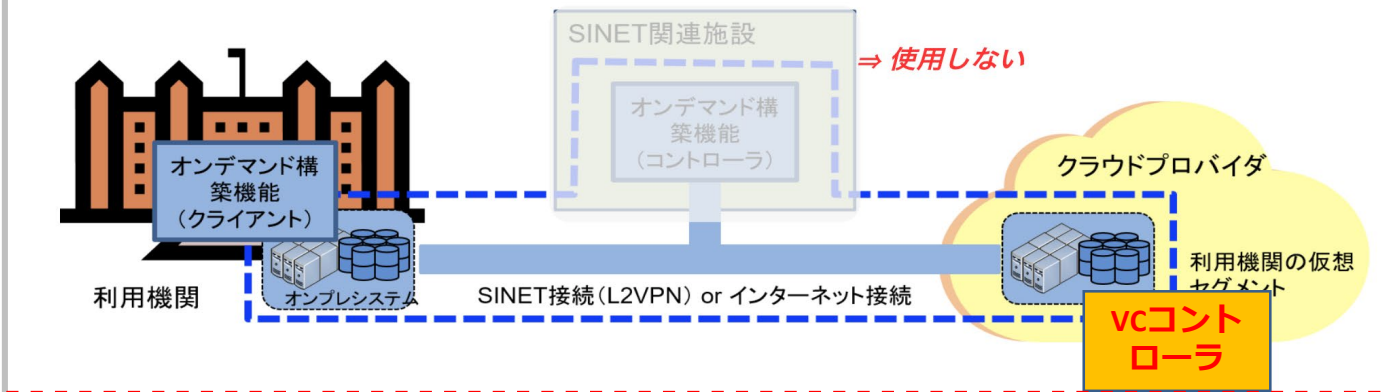 SINET関連施設
⇒ 使用しない
オンデマンド構
築機能
（コントローラ）
オンデマンド構
築機能
（クライアント）
クラウドプロバイダ
利用機関
オンプレシステム
SINET接続（L2VPN） or インターネット接続
利用機関の仮想
セグメント
VCコント
ローラ